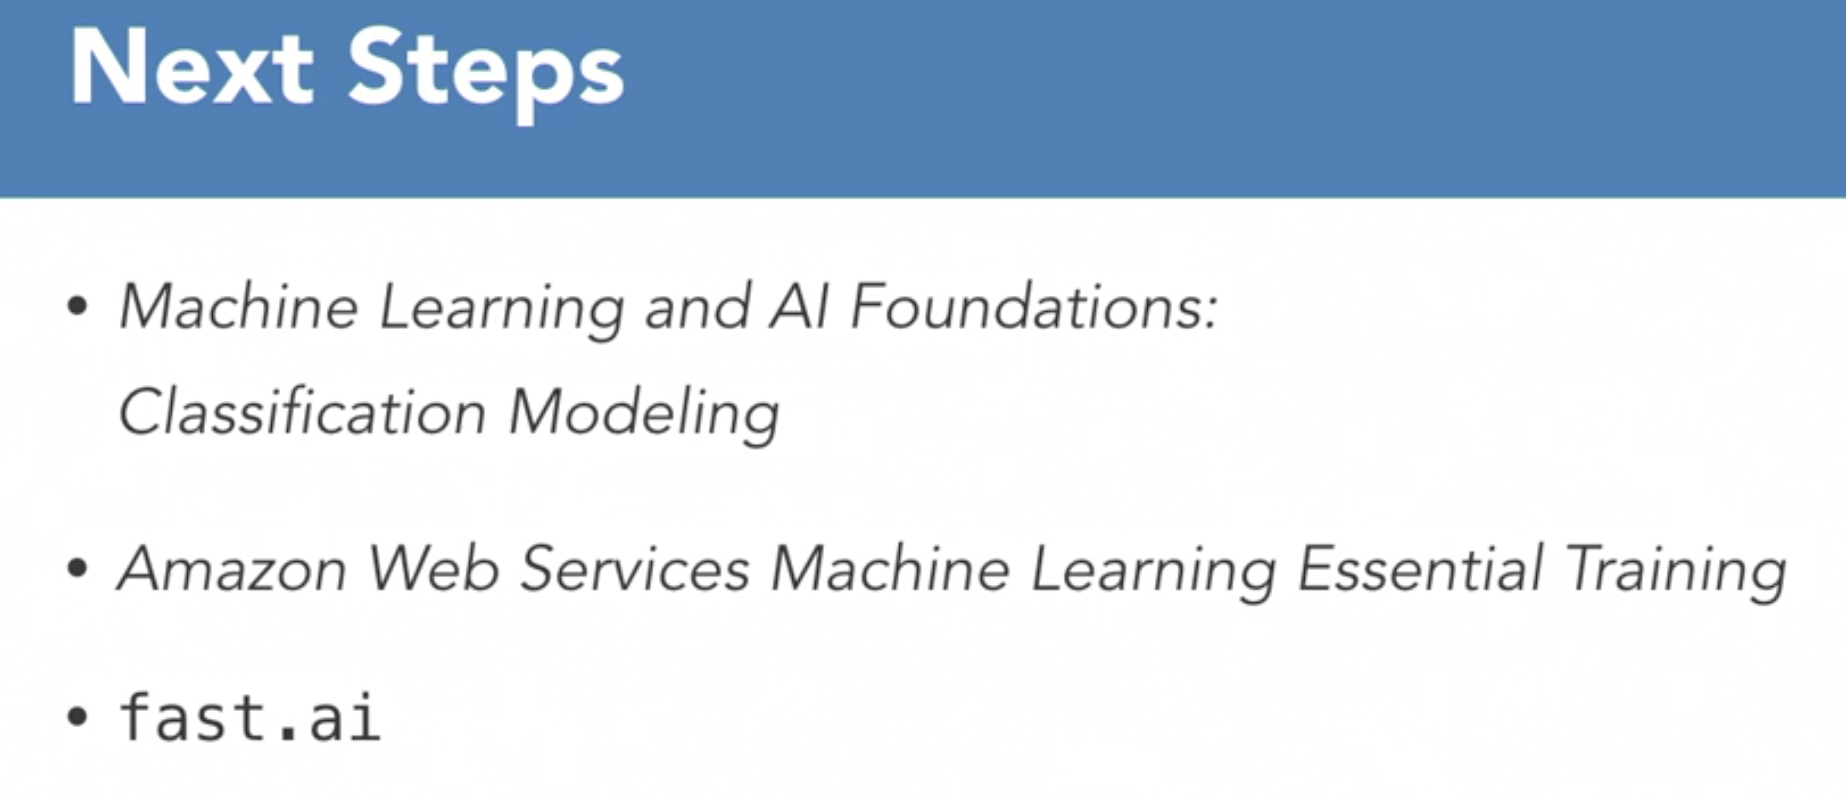 Next Steps
• Machine Learning and AI Foundations:
Classification Modeling
• Amazon Web Services Machine Learning Essential Training
• fast.ai